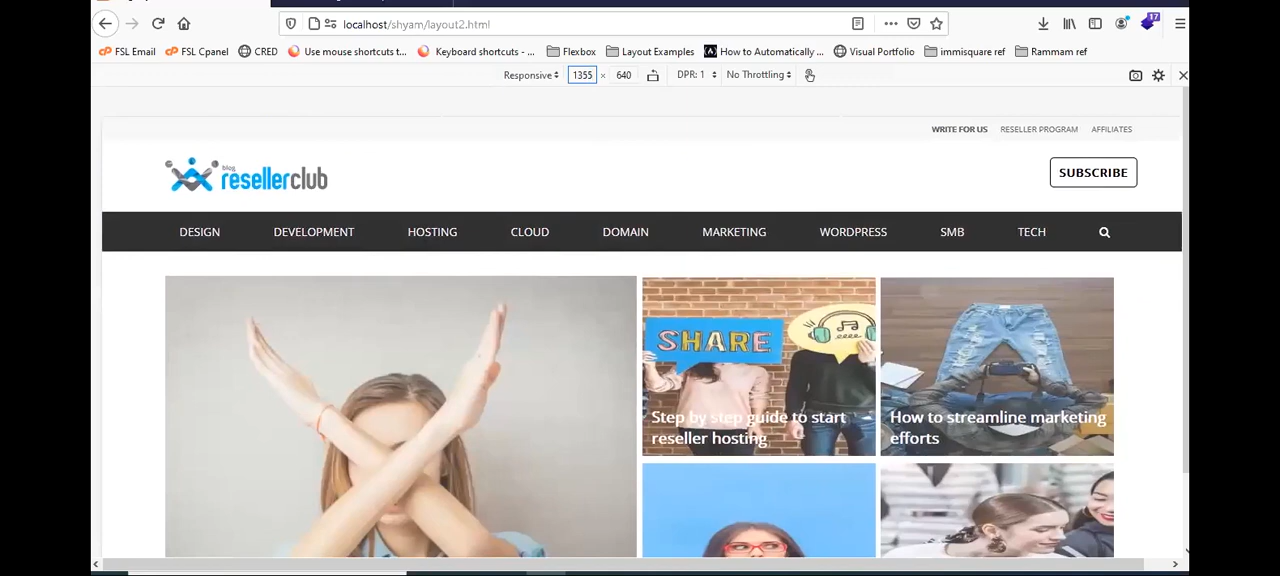 localhost/shyam/layout2.html
17
FSL Email FSL Cpanel CRED Use mouse shortcuts t... Keyboard shortcuts - ... Flexbox Layout Examples How to Automatically ... Visual Portfolio immisquare ref Rammam ref
Responsive 1355 × 640 DPR: 1 No Throttling
WRITE FOR US RESELLER PROGRAM AFFILIATES
blog
resellerclub
SUBSCRIBE
DESIGN DEVELOPMENT HOSTING CLOUD DOMAIN MARKETING WORDPRESS SMB TECH
SHARE
Step by step guide to start
reseller hosting
How to streamline marketing
efforts